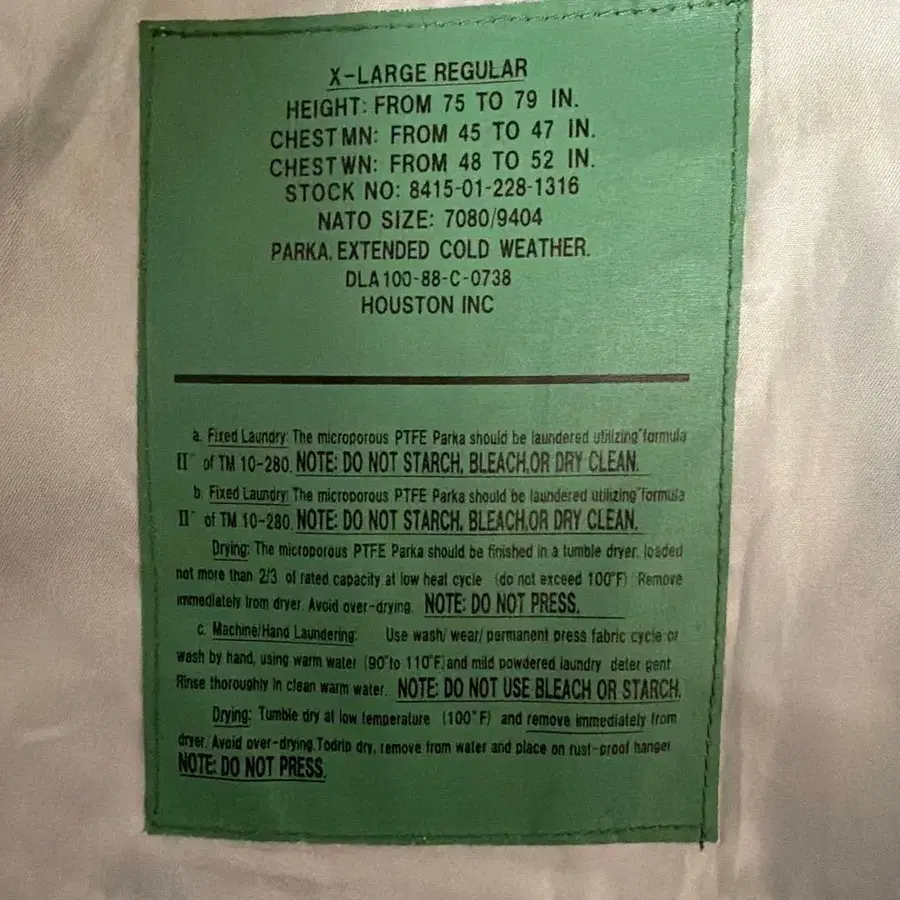 X-LARGE REGULAR
HEIGHT: FROM 75 TO 79 IN.
CHEST MN: FROM 45 TO 47 IN.
CHEST WN: FROM 48 TO 52 IN.
STOCK NO: 8415-01-228-1316
NATO SIZE: 7080/9404
PARKA, EXTENDED COLD WEATHER.
DLA100-88-C-0738
HOUSTON INC
a. Fixed Laundry: The microporous PTFE Parka should be laundered utilizing "formula
II" of TM 10-280. NOTE: DO NOT STARCH, BLEACH,OR DRY CLEAN.
b. Fixed Laundry: The microporous PTFE Parka should be laundered utilizing "formula
II" of TM 10-280. NOTE: DO NOT STARCH, BLEACH,OR DRY CLEAN.
Drying: The microporous PTFE Parka should be finished in a tumble dryer, loaded
not more than 2/3 of rated capacity at low heat cycle (do not exceed 100°F) Remove
immediately from dryer. Avoid over-drying. NOTE: DO NOT PRESS.
c. Machine/Hand Laundering: Use wash/ wear/ permanent press fabric cycle or
wash by hand, using warm water (90°to 110°F) and mild powdered laundry deter gent
Rinse thoroughly in clean warm water. NOTE: DO NOT USE BLEACH OR STARCH.
Drying: Tumble dry at low temperature (100°F) and remove immediately from
dryer. Avoid over-drying.Todrip dry, remove from water and place on rust-proof hanger
NOTE: DO NOT PRESS.